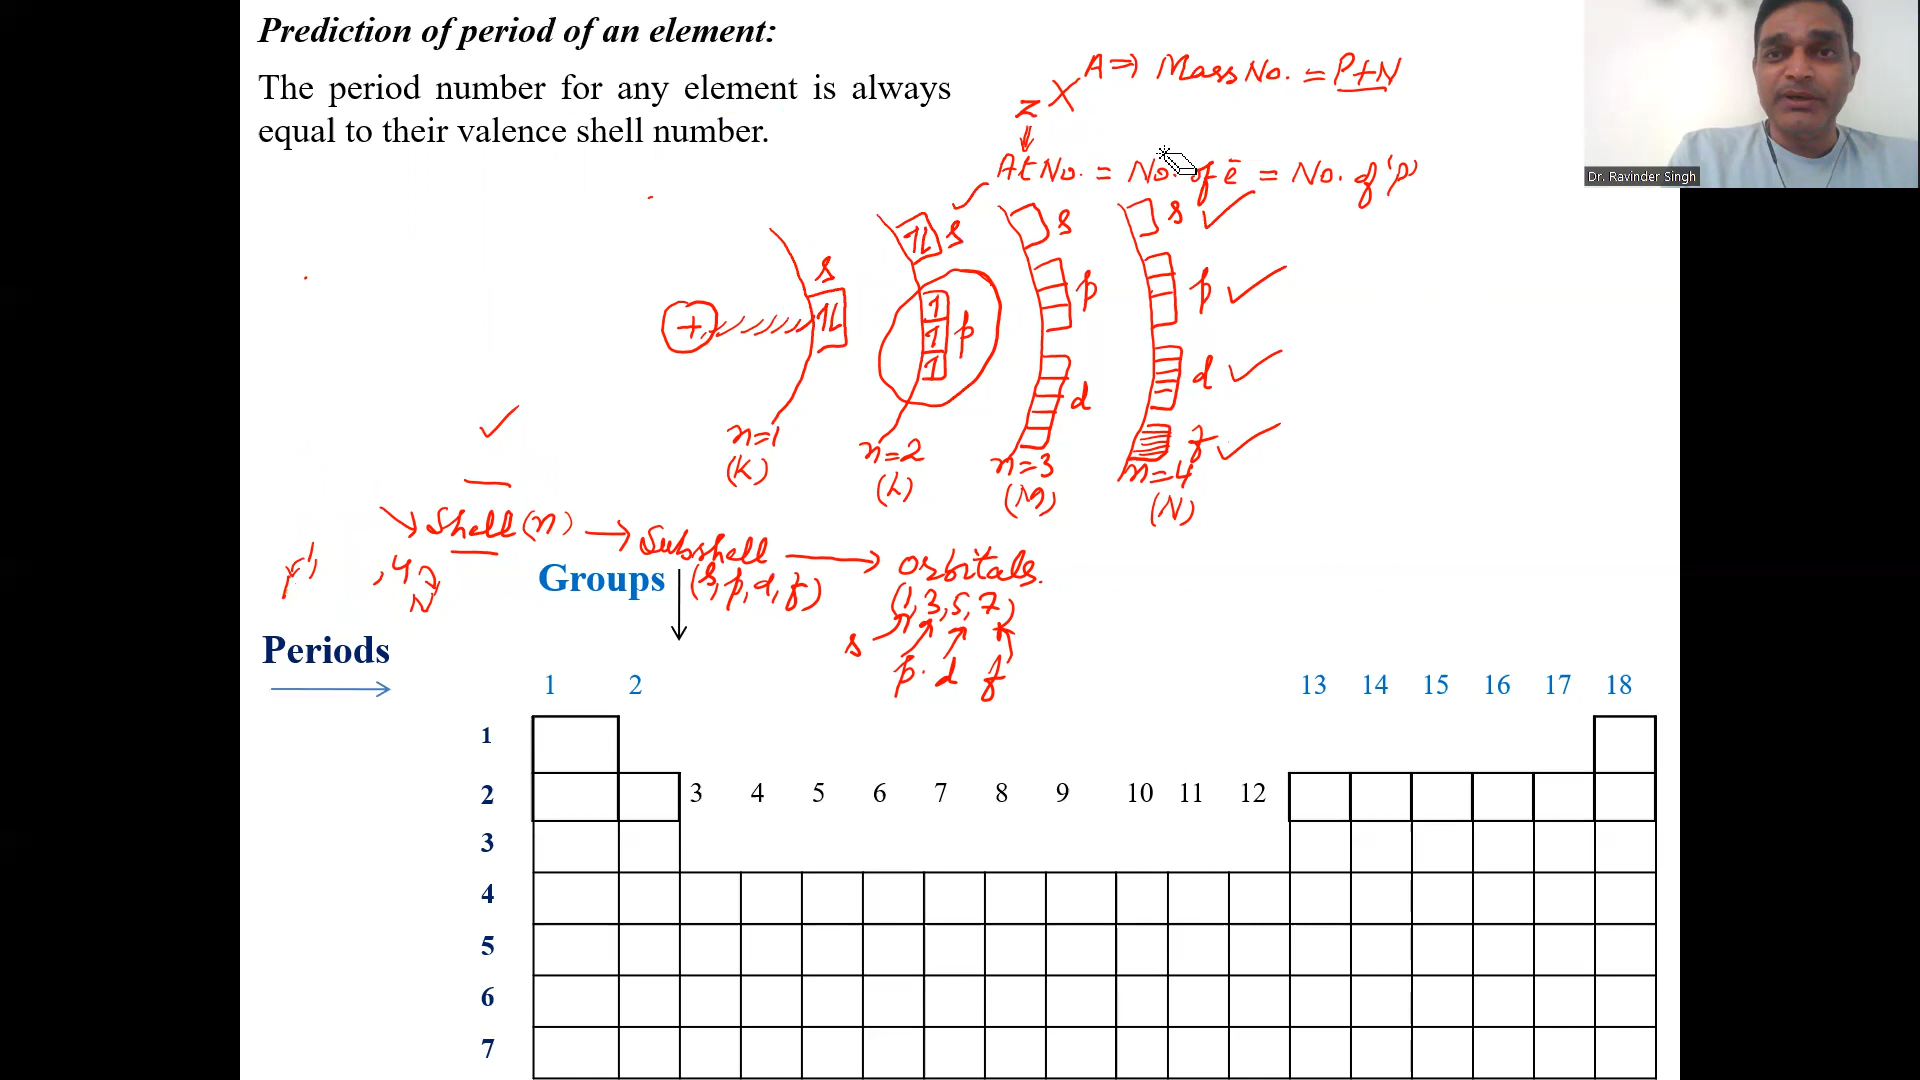 Prediction of period of an element:
The period number for any element is always
equal to their valence shell number.
A ⇒ Mass No. = P+N
Z X
At No. = No. of ē = No. of 'p'
Dr. Ravinder Singh
s s s s
p p p
d d
f
n=1 n=2 n=3 n=4
(K) (L) (M) (N)
Shell (n) → Subshell → orbitals.
(s, p, d, f) (1, 3, 5, 7)
s p d f
, 4
N
Groups
Periods
1 2 13 14 15 16 17 18
1
2 3 4 5 6 7 8 9 10 11 12
3
4
5
6
7